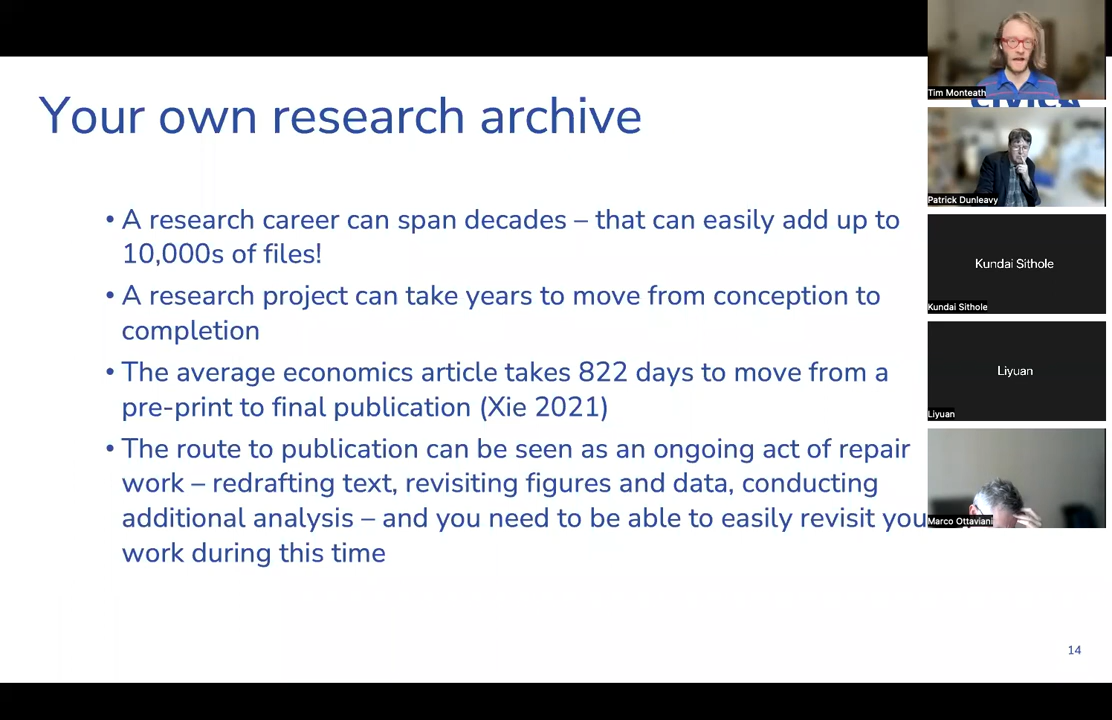 Your own research archive
• A research career can span decades – that can easily add up to
10,000s of files!
• A research project can take years to move from conception to
completion
• The average economics article takes 822 days to move from a
pre-print to final publication (Xie 2021)
• The route to publication can be seen as an ongoing act of repair
work – redrafting text, revisiting figures and data, conducting
additional analysis – and you need to be able to easily revisit you
work during this time
14
Tim Monteath
CIVICA
Patrick Dunleavy
Kundai Sithole
Kundai Sithole
Liyuan
Liyuan
Marco Ottaviani